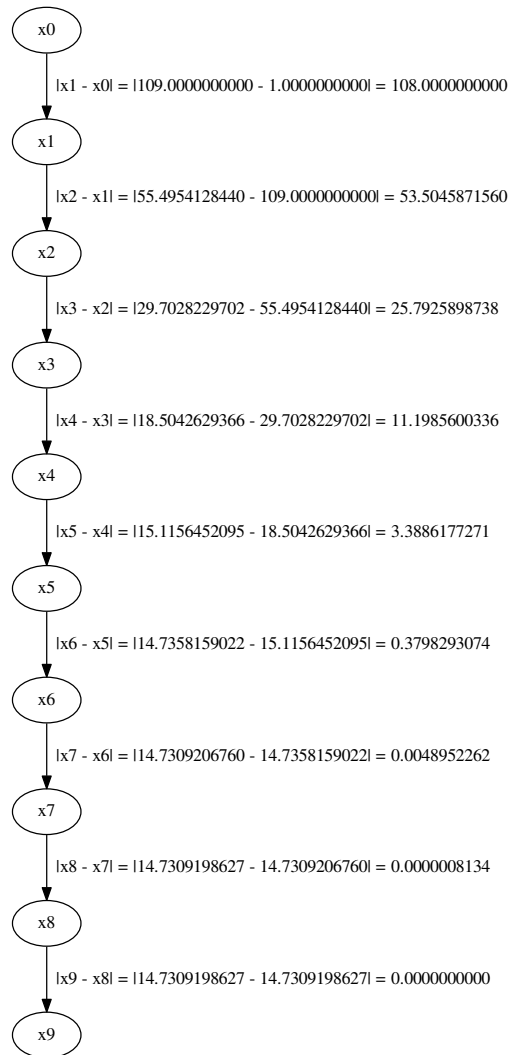 x0
|x1 - x0| = |109.0000000000 - 1.0000000000| = 108.0000000000
x1
|x2 - x1| = |55.4954128440 - 109.0000000000| = 53.5045871560
x2
|x3 - x2| = |29.7028229702 - 55.4954128440| = 25.7925898738
x3
|x4 - x3| = |18.5042629366 - 29.7028229702| = 11.1985600336
x4
|x5 - x4| = |15.1156452095 - 18.5042629366| = 3.3886177271
x5
|x6 - x5| = |14.7358159022 - 15.1156452095| = 0.3798293074
x6
|x7 - x6| = |14.7309206760 - 14.7358159022| = 0.0048952262
x7
|x8 - x7| = |14.7309198627 - 14.7309206760| = 0.0000008134
x8
|x9 - x8| = |14.7309198627 - 14.7309198627| = 0.0000000000
x9